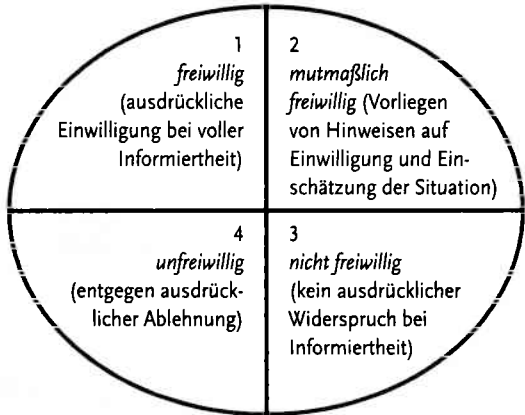 1
freiwillig
(ausdrückliche
Einwilligung bei voller
Informiertheit)
2
mutmaßlich
freiwillig (Vorliegen
von Hinweisen auf
Einwilligung und Ein-
schätzung der Situation)
4
unfreiwillig
(entgegen ausdrück-
licher Ablehnung)
3
nicht freiwillig
(kein ausdrücklicher
Widerspruch bei
Informiertheit)